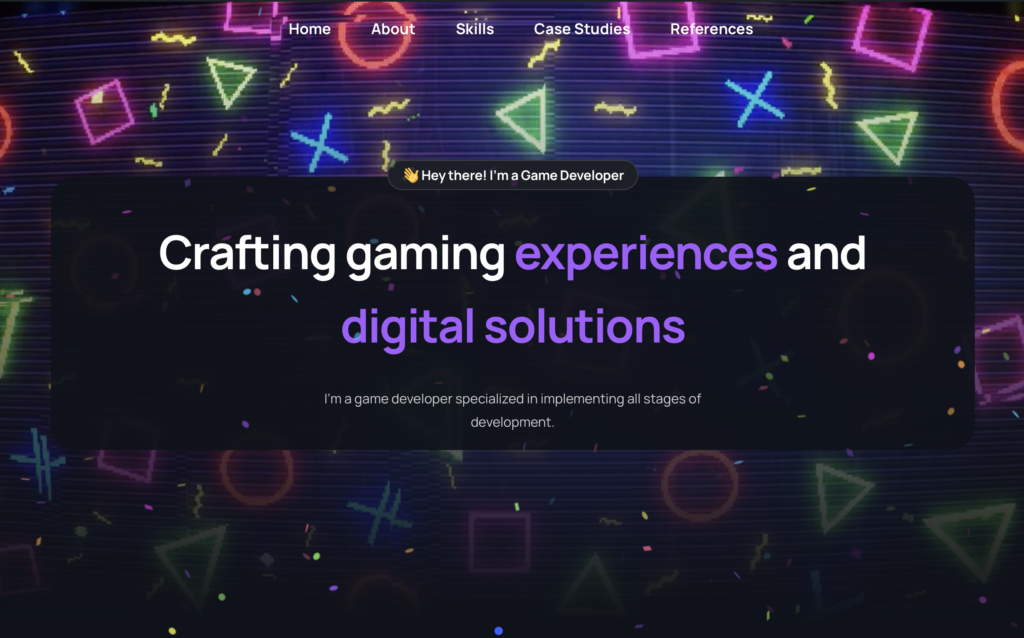 Home About Skills Case Studies References
👋 Hey there! I'm a Game Developer
Crafting gaming experiences and
digital solutions
I'm a game developer specialized in implementing all stages of
development.